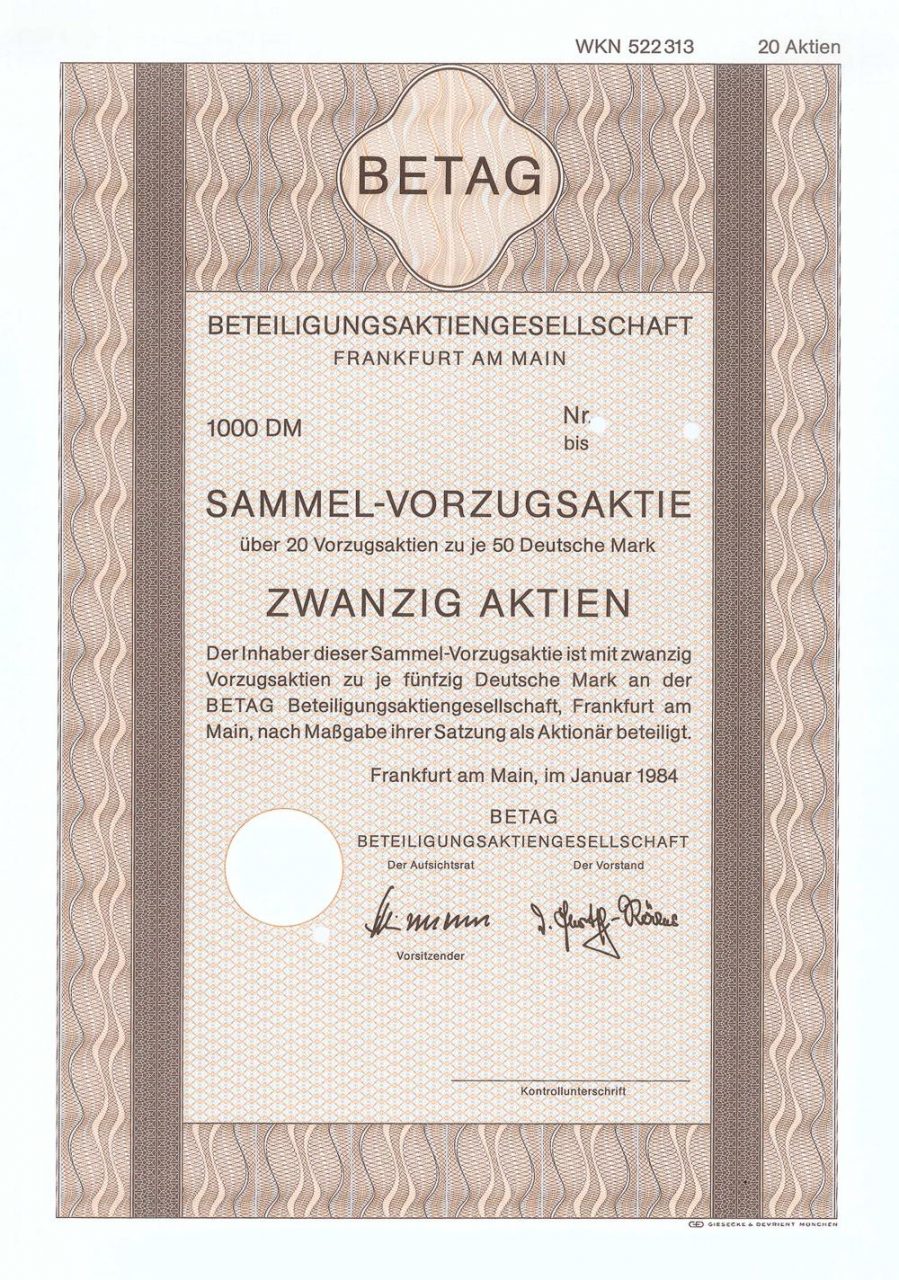 WKN 522313 20 Aktien
BETAG
BETEILIGUNGSAKTIENGESELLSCHAFT
FRANKFURT AM MAIN
1000 DM
Nr.
bis
SAMMEL-VORZUGSAKTIE
über 20 Vorzugsaktien zu je 50 Deutsche Mark
ZWANZIG AKTIEN
Der Inhaber dieser Sammel-Vorzugsaktie ist mit zwanzig
Vorzugsaktien zu je fünfzig Deutsche Mark an der
BETAG Beteiligungsaktiengesellschaft, Frankfurt am
Main, nach Maßgabe ihrer Satzung als Aktionär beteiligt.
Frankfurt am Main, im Januar 1984
BETAG
BETEILIGUNGSAKTIENGESELLSCHAFT
Der Aufsichtsrat Der Vorstand
Vorsitzender
Kontrollunterschrift
GIESECKE & DEVRIENT MÜNCHEN